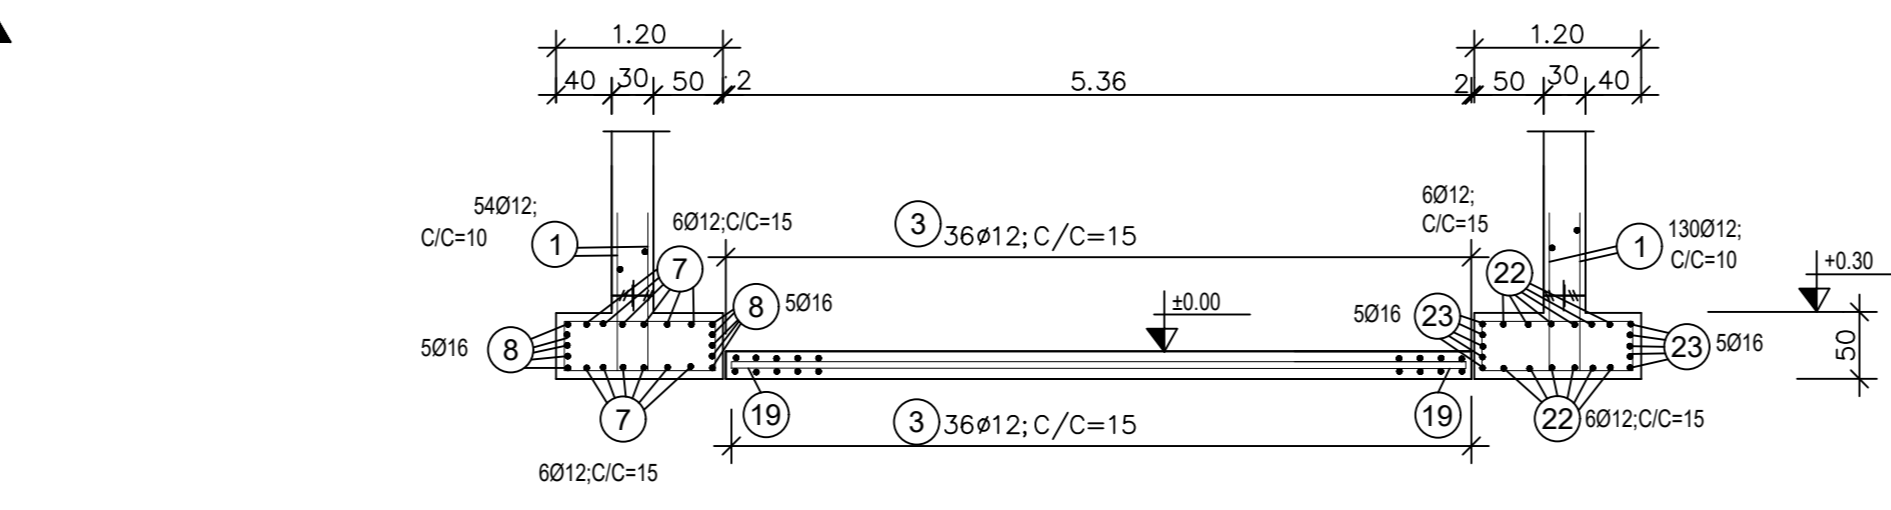 1.20
1.20
40 30 50 2 5.36 2 50 30 40
54Ø12;
C/C=10
1
6Ø12;C/C=15
3
36ø12; C/C=15
6Ø12;
C/C=15
1
130Ø12;
C/C=10
7
22
+0.30
8
5Ø16
±0.00
5Ø16
23
5Ø16
8
23
5Ø16
50
7
19
3
36ø12; C/C=15
19
22
6Ø12;C/C=15
6Ø12;C/C=15